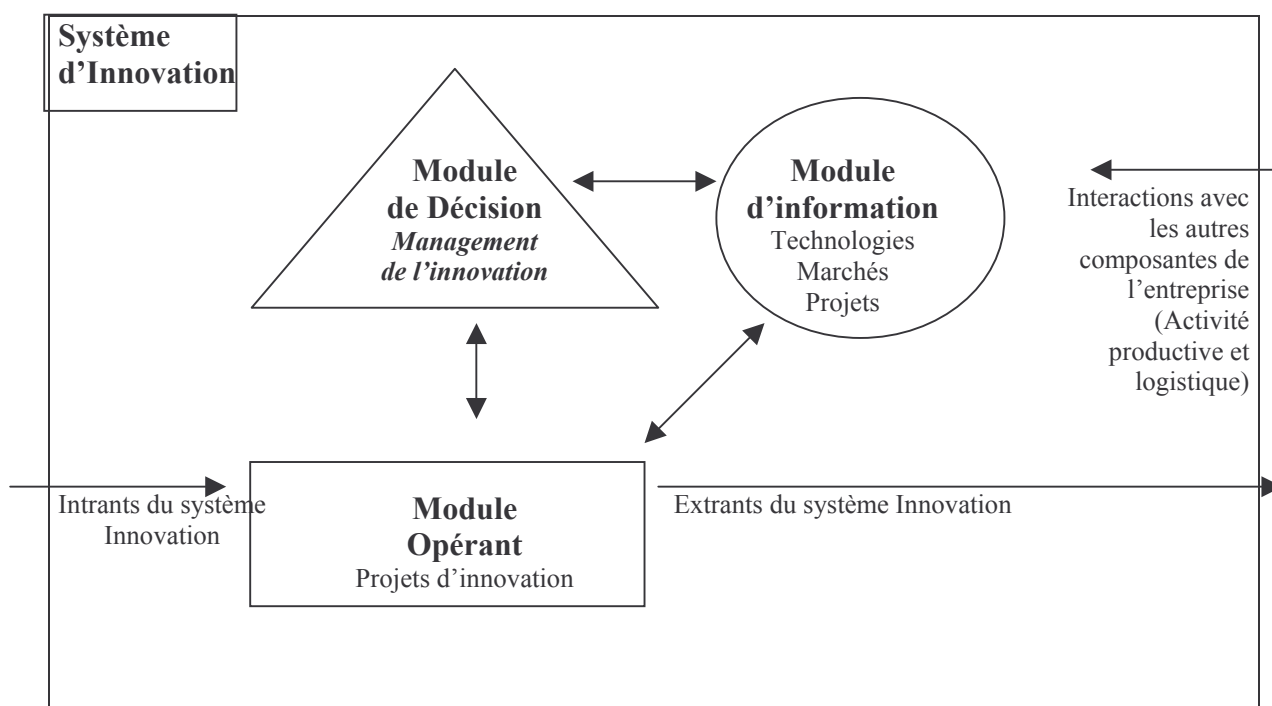 Système
d’Innovation
Module
de Décision
Management
de l’innovation
Module
d’information
Technologies
Marchés
Projets
Interactions avec
les autres
composantes de
l’entreprise
(Activité
productive et
logistique)
Intrants du système
Innovation
Module
Opérant
Projets d’innovation
Extrants du système Innovation